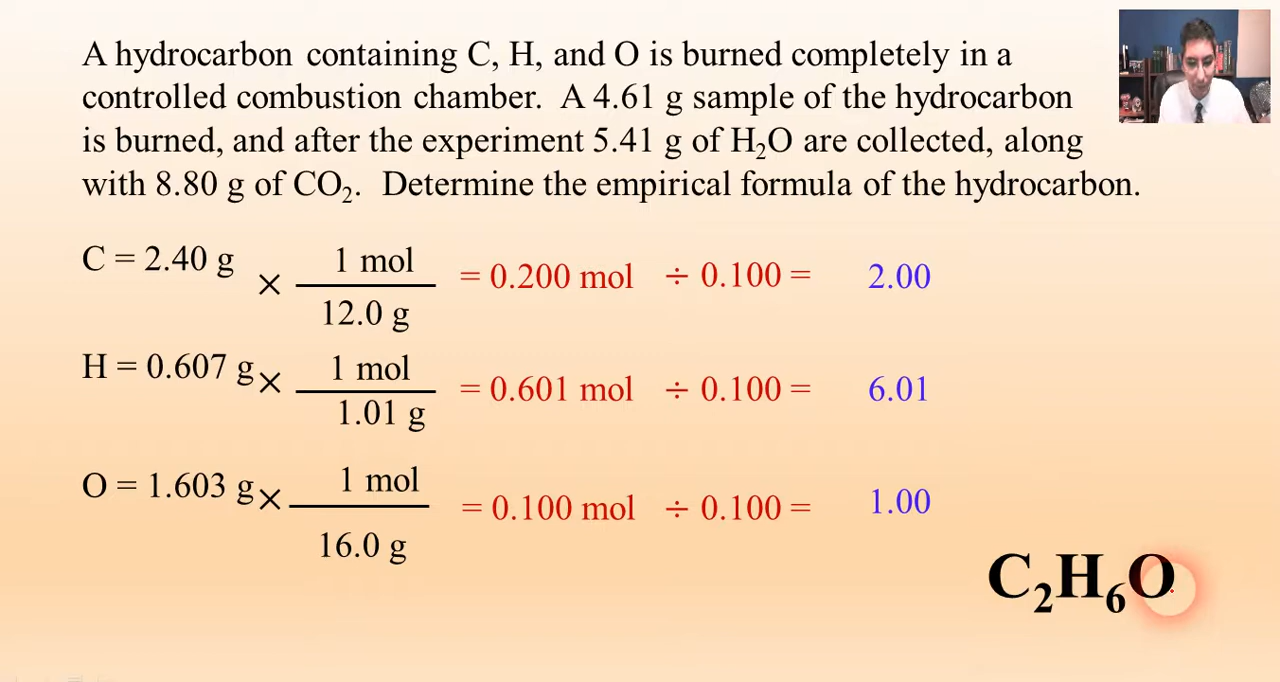 A hydrocarbon containing C, H, and O is burned completely in a
controlled combustion chamber. A 4.61 g sample of the hydrocarbon
is burned, and after the experiment 5.41 g of H₂O are collected, along
with 8.80 g of CO₂. Determine the empirical formula of the hydrocarbon.
C = 2.40 g × 1 mol / 12.0 g = 0.200 mol ÷ 0.100 = 2.00
H = 0.607 g × 1 mol / 1.01 g = 0.601 mol ÷ 0.100 = 6.01
O = 1.603 g × 1 mol / 16.0 g = 0.100 mol ÷ 0.100 = 1.00
C₂H₆O